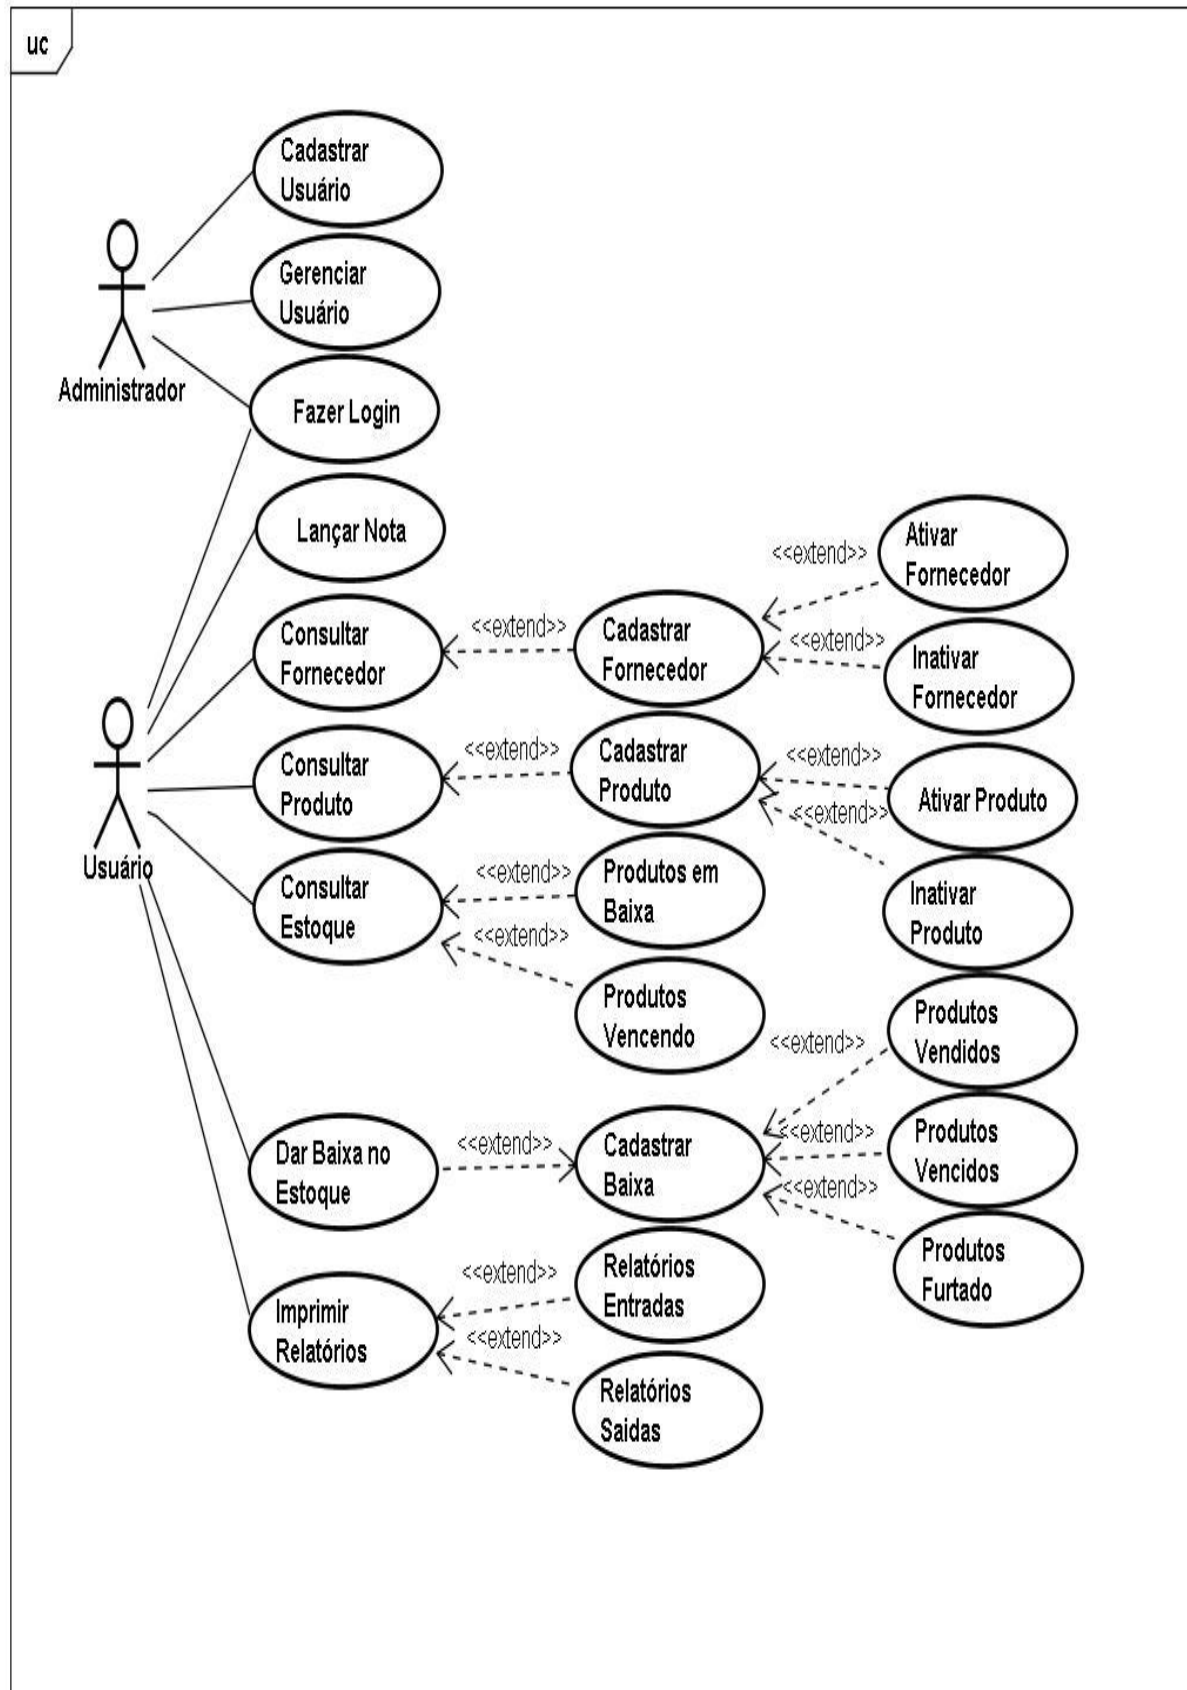 uc
Cadastrar
Usuário
Gerenciar
Usuário
Administrador
Fazer Login
Lançar Nota
<<extend>>
Ativar
Fornecedor
Consultar
Fornecedor
<<extend>>
Cadastrar
Fornecedor
<<extend>>
Inativar
Fornecedor
Consultar
Produto
<<extend>>
Cadastrar
Produto
<<extend>>
Ativar Produto
<<extend>>
Usuário
Consultar
Estoque
<<extend>>
Produtos em
Baixa
Inativar
Produto
<<extend>>
Produtos
Vencendo
Produtos
Vendidos
<<extend>>
Dar Baixa no
Estoque
<<extend>>
Cadastrar
Baixa
<<extend>>
Produtos
Vencidos
<<extend>>
Produtos
Furtado
Imprimir
Relatórios
<<extend>>
Relatórios
Entradas
<<extend>>
Relatórios
Saidas